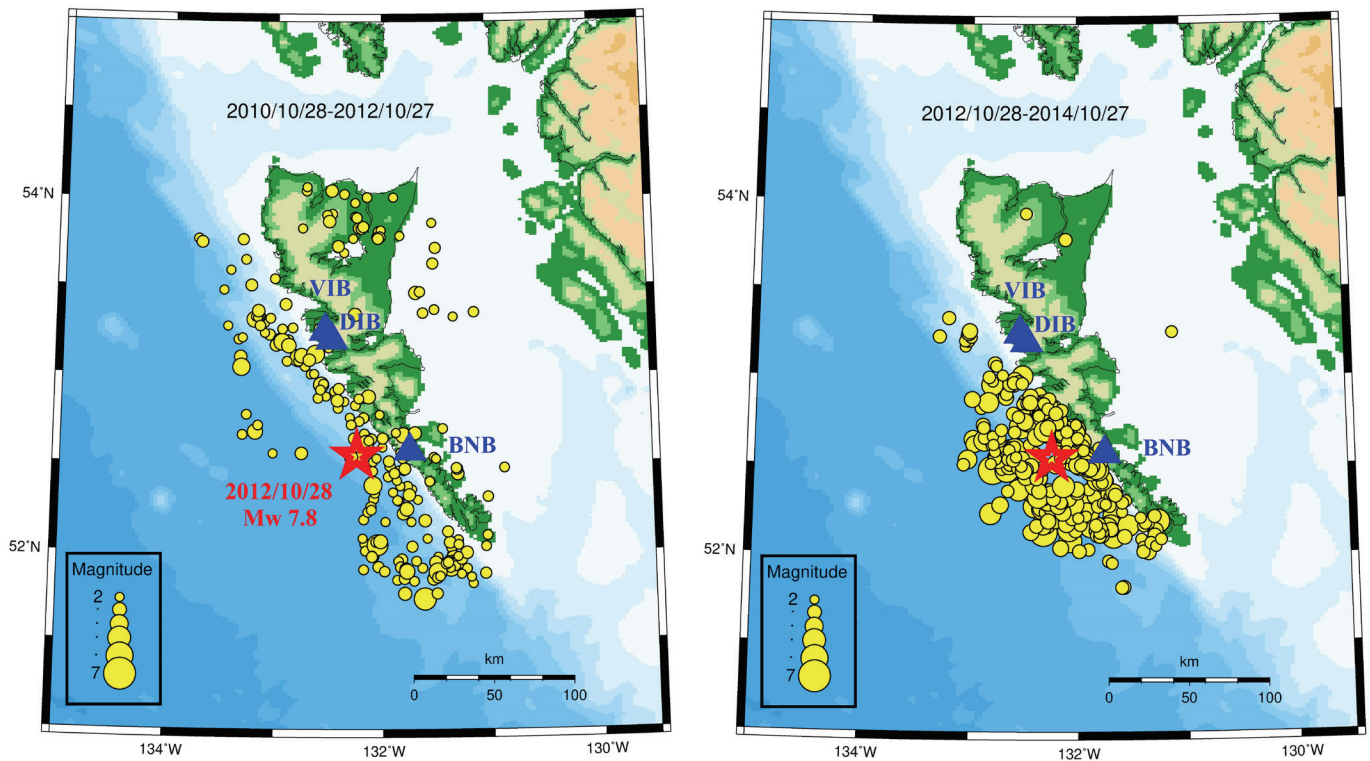 2010/10/28-2012/10/27
54°N
VIB
DIB
BNB
2012/10/28
Mw 7.8
52°N
Magnitude
2
7
km
0 50 100
134°W 132°W 130°W
2012/10/28-2014/10/27
54°N
VIB
DIB
BNB
52°N
Magnitude
2
7
km
0 50 100
134°W 132°W 130°W